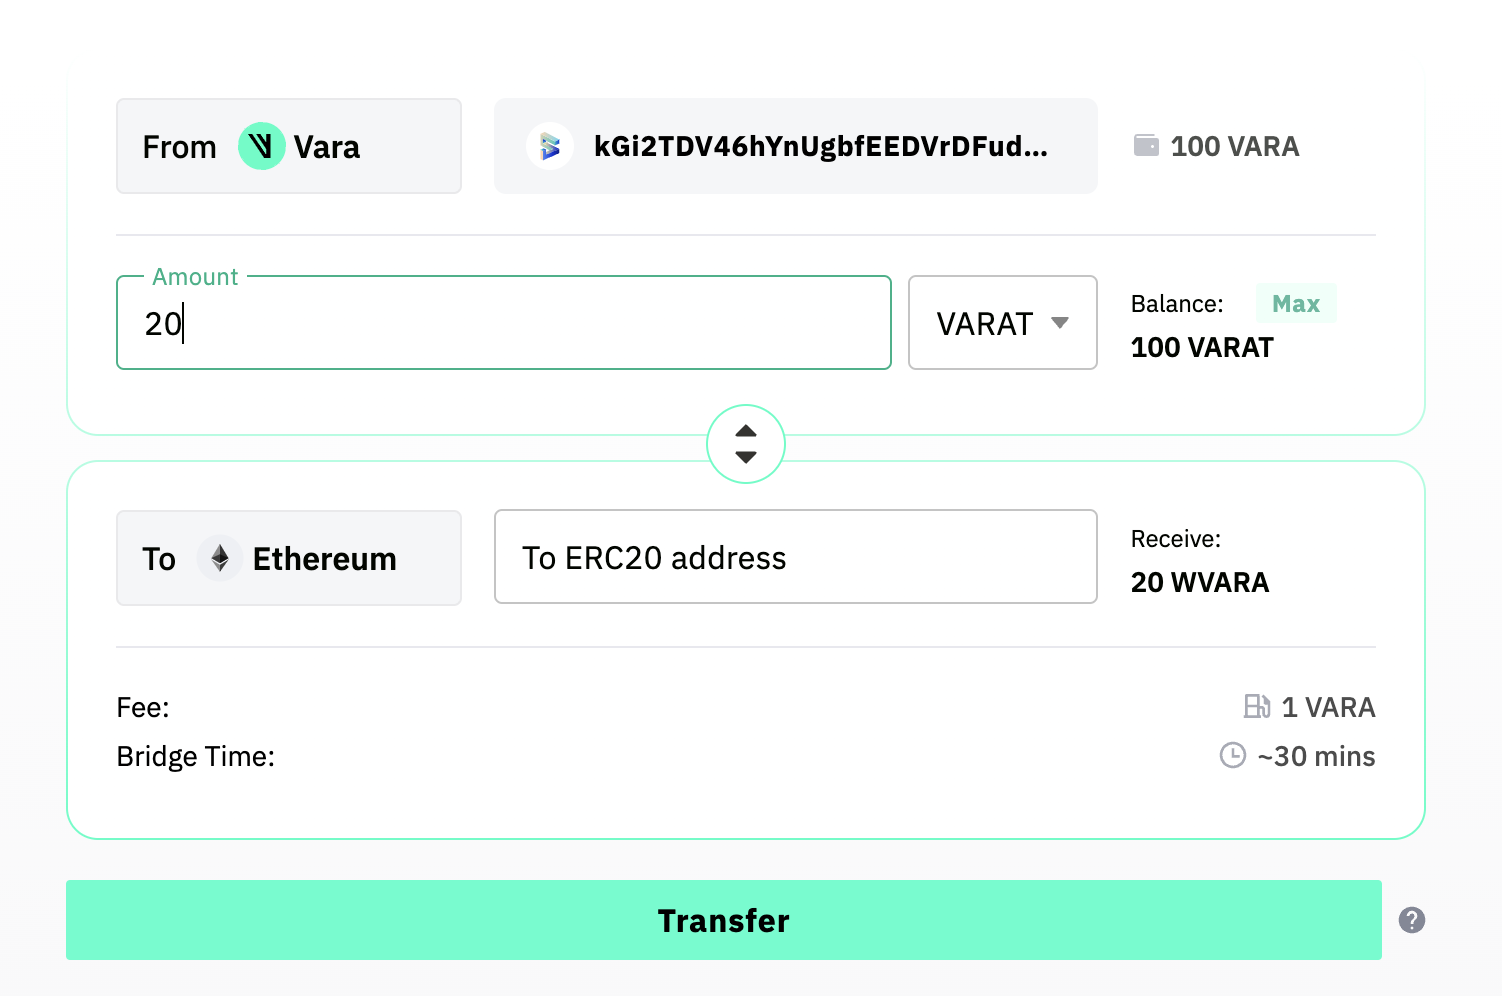 From Vara kGi2TDV46hYnUgbfEEDVrDFud... 100 VARA
Amount
20 VARAT
Balance: Max
100 VARAT
To Ethereum To ERC20 address
Receive:
20 WVARA
Fee: 1 VARA
Bridge Time: ~30 mins
Transfer ?